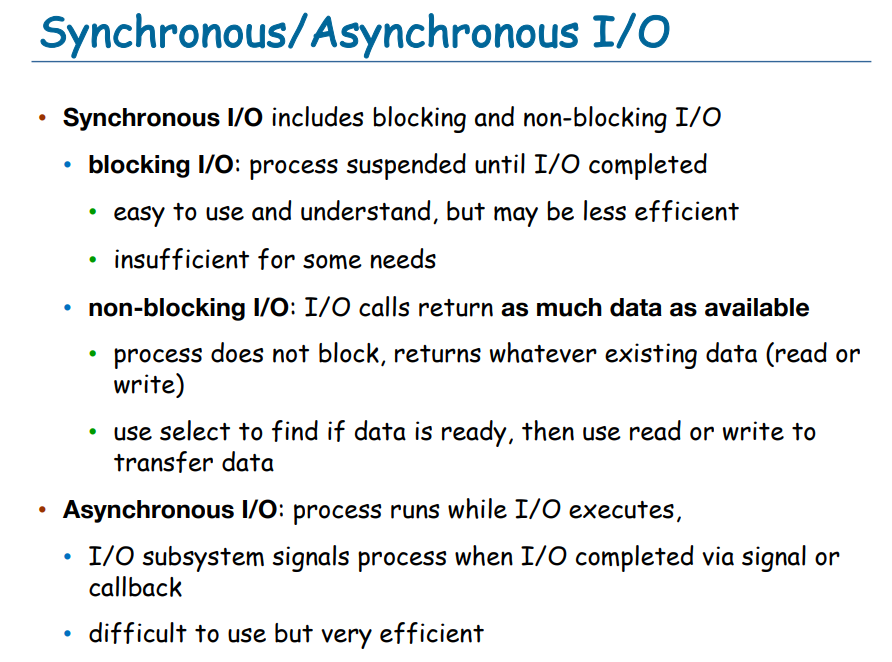 Synchronous/Asynchronous I/O
• Synchronous I/O includes blocking and non-blocking I/O
• blocking I/O: process suspended until I/O completed
• easy to use and understand, but may be less efficient
• insufficient for some needs
• non-blocking I/O: I/O calls return as much data as available
• process does not block, returns whatever existing data (read or
write)
• use select to find if data is ready, then use read or write to
transfer data
• Asynchronous I/O: process runs while I/O executes,
• I/O subsystem signals process when I/O completed via signal or
callback
• difficult to use but very efficient